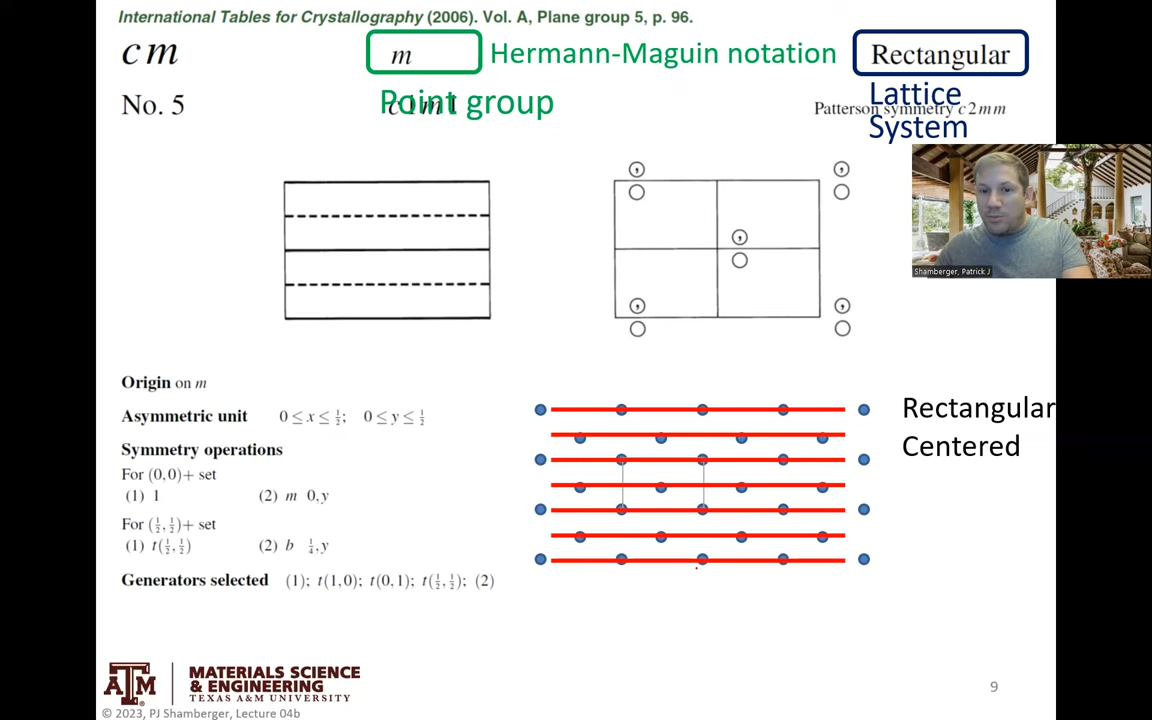 International Tables for Crystallography (2006). Vol. A, Plane group 5, p. 96.
cm
m
Hermann-Maguin notation
Rectangular
No. 5
Point group
c1m1
Lattice
System
Patterson symmetry c2mm
Shamberger, Patrick J
Origin on m
Asymmetric unit 0 ≤ x ≤ 1/2; 0 ≤ y ≤ 1/2
Symmetry operations
For (0,0)+ set
(1) 1 (2) m 0,y
For (1/2,1/2)+ set
(1) t(1/2,1/2) (2) b 1/4,y
Generators selected (1); t(1,0); t(0,1); t(1/2,1/2); (2)
Rectangular
Centered
ATM
MATERIALS SCIENCE
& ENGINEERING
TEXAS A&M UNIVERSITY
© 2023, PJ Shamberger, Lecture 04b
9